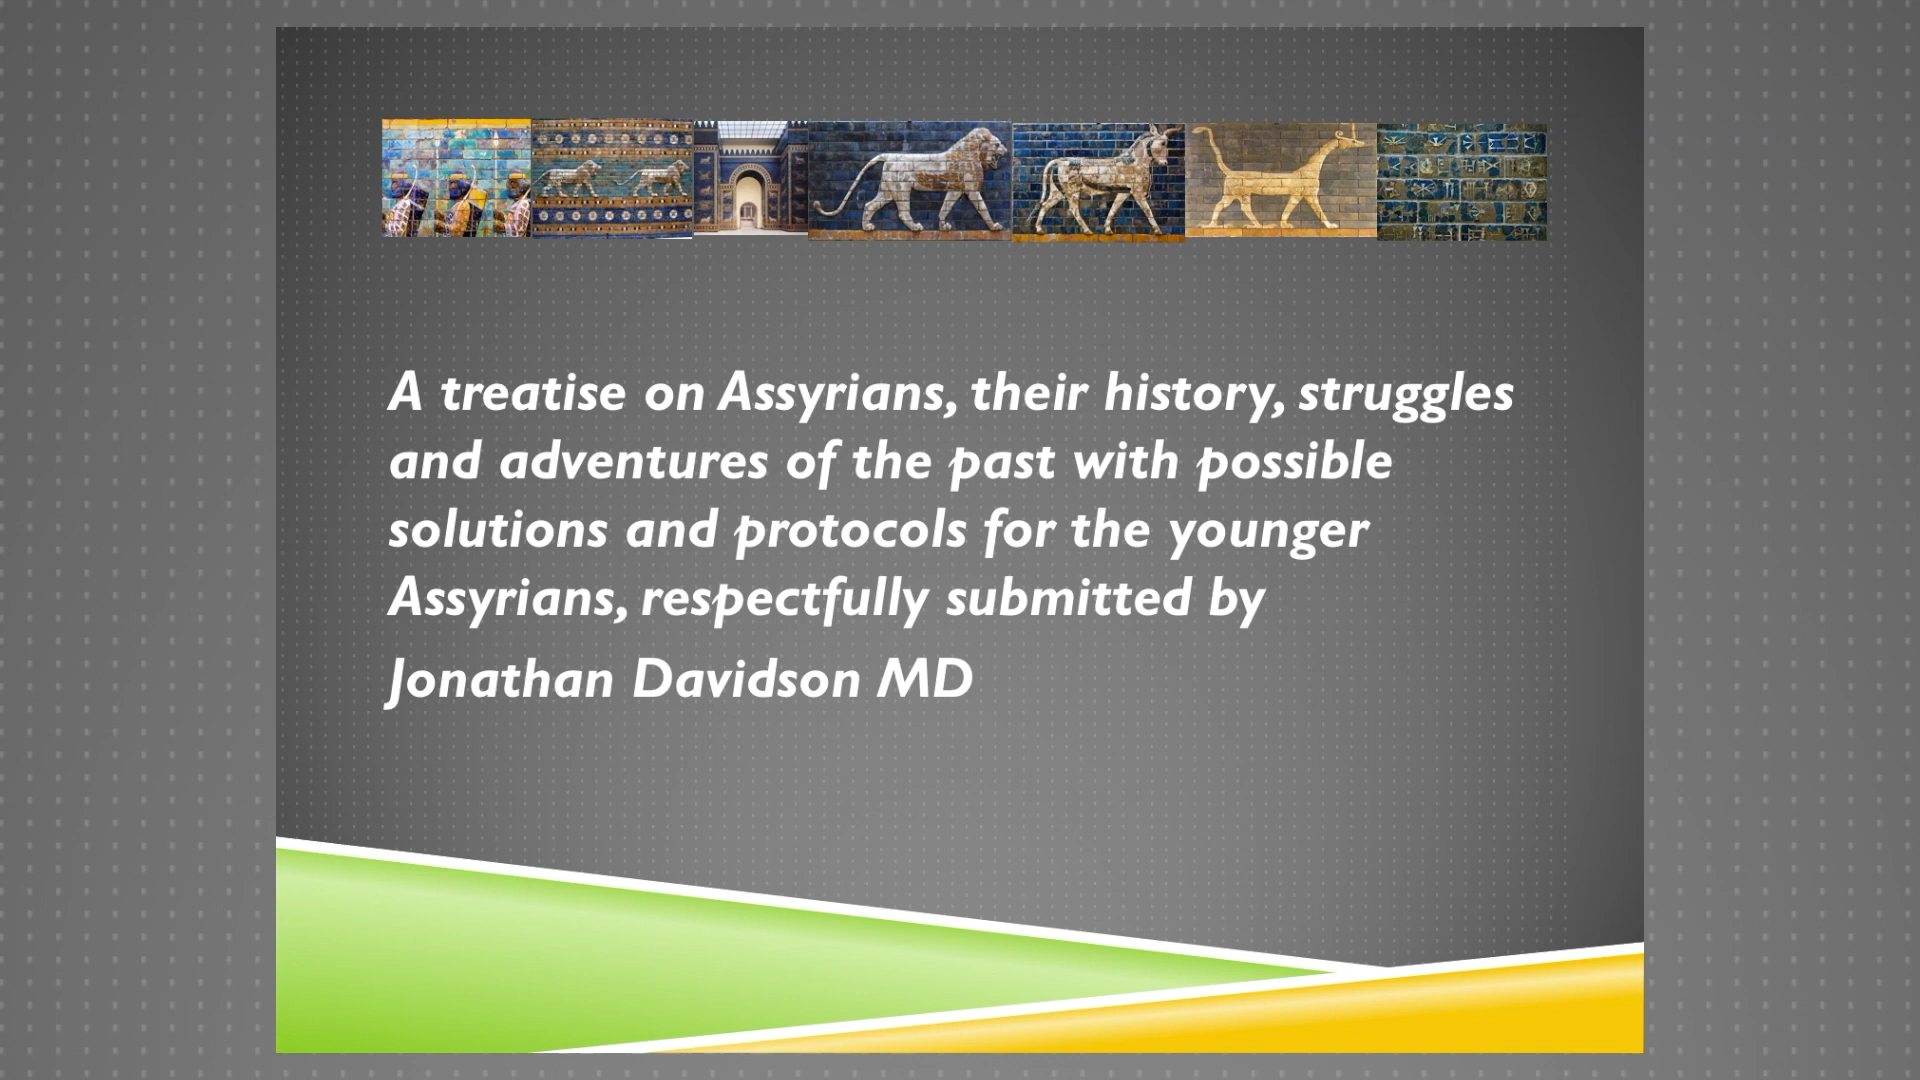 A treatise on Assyrians, their history, struggles
and adventures of the past with possible
solutions and protocols for the younger
Assyrians, respectfully submitted by
Jonathan Davidson MD